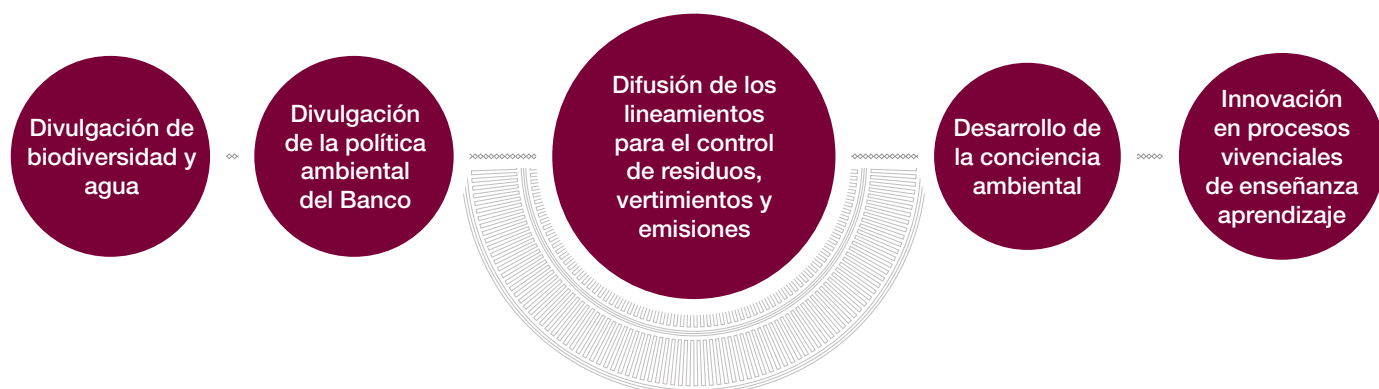 Divulgación de
biodiversidad y
agua
Divulgación
de la política
ambiental
del Banco
Difusión de los
lineamientos
para el control
de residuos,
vertimientos y
emisiones
Desarrollo de
la conciencia
ambiental
Innovación
en procesos
vivenciales
de enseñanza
aprendizaje